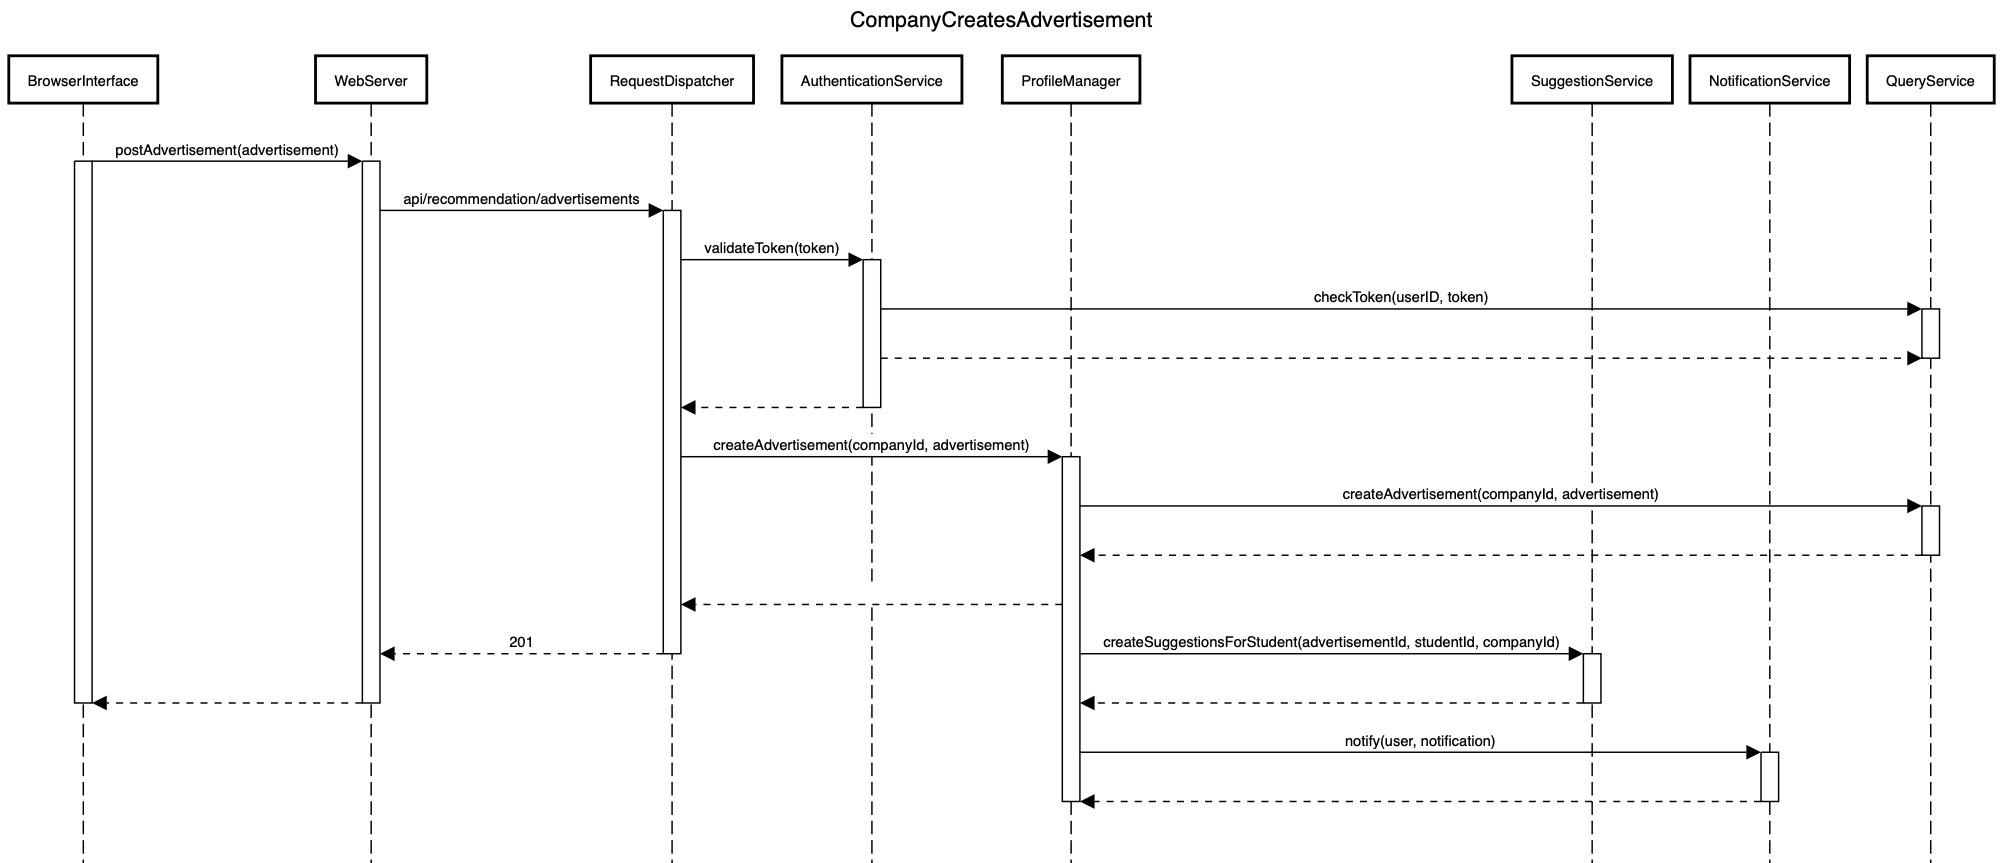 CompanyCreatesAdvertisement
BrowserInterface
WebServer
RequestDispatcher
AuthenticationService
ProfileManager
SuggestionService
NotificationService
QueryService
postAdvertisement(advertisement)
api/recommendation/advertisements
validateToken(token)
checkToken(userID, token)
createAdvertisement(companyId, advertisement)
createAdvertisement(companyId, advertisement)
201
createSuggestionsForStudent(advertisementId, studentId, companyId)
notify(user, notification)